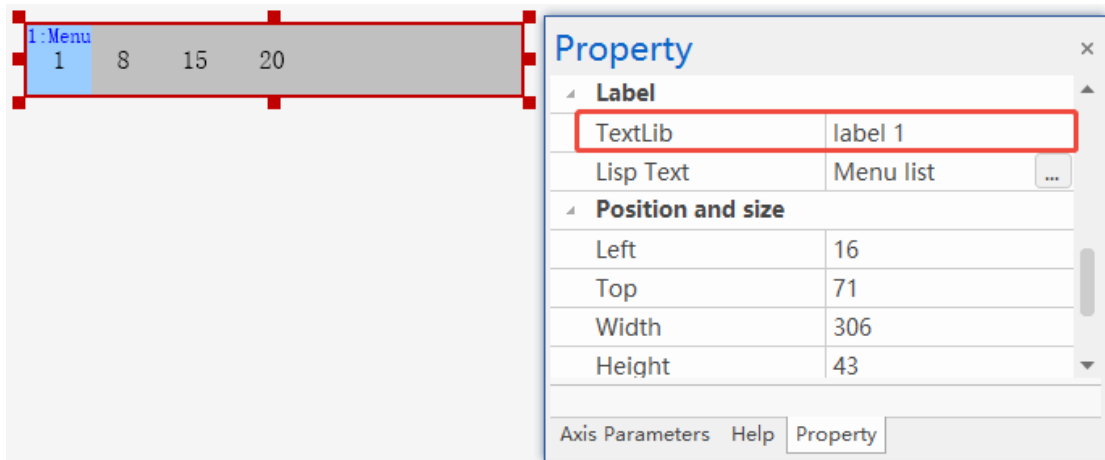 1:Menu
1 8 15 20
Property
Label
TextLib label 1
Lisp Text Menu list ...
Position and size
Left 16
Top 71
Width 306
Height 43
Axis Parameters Help Property